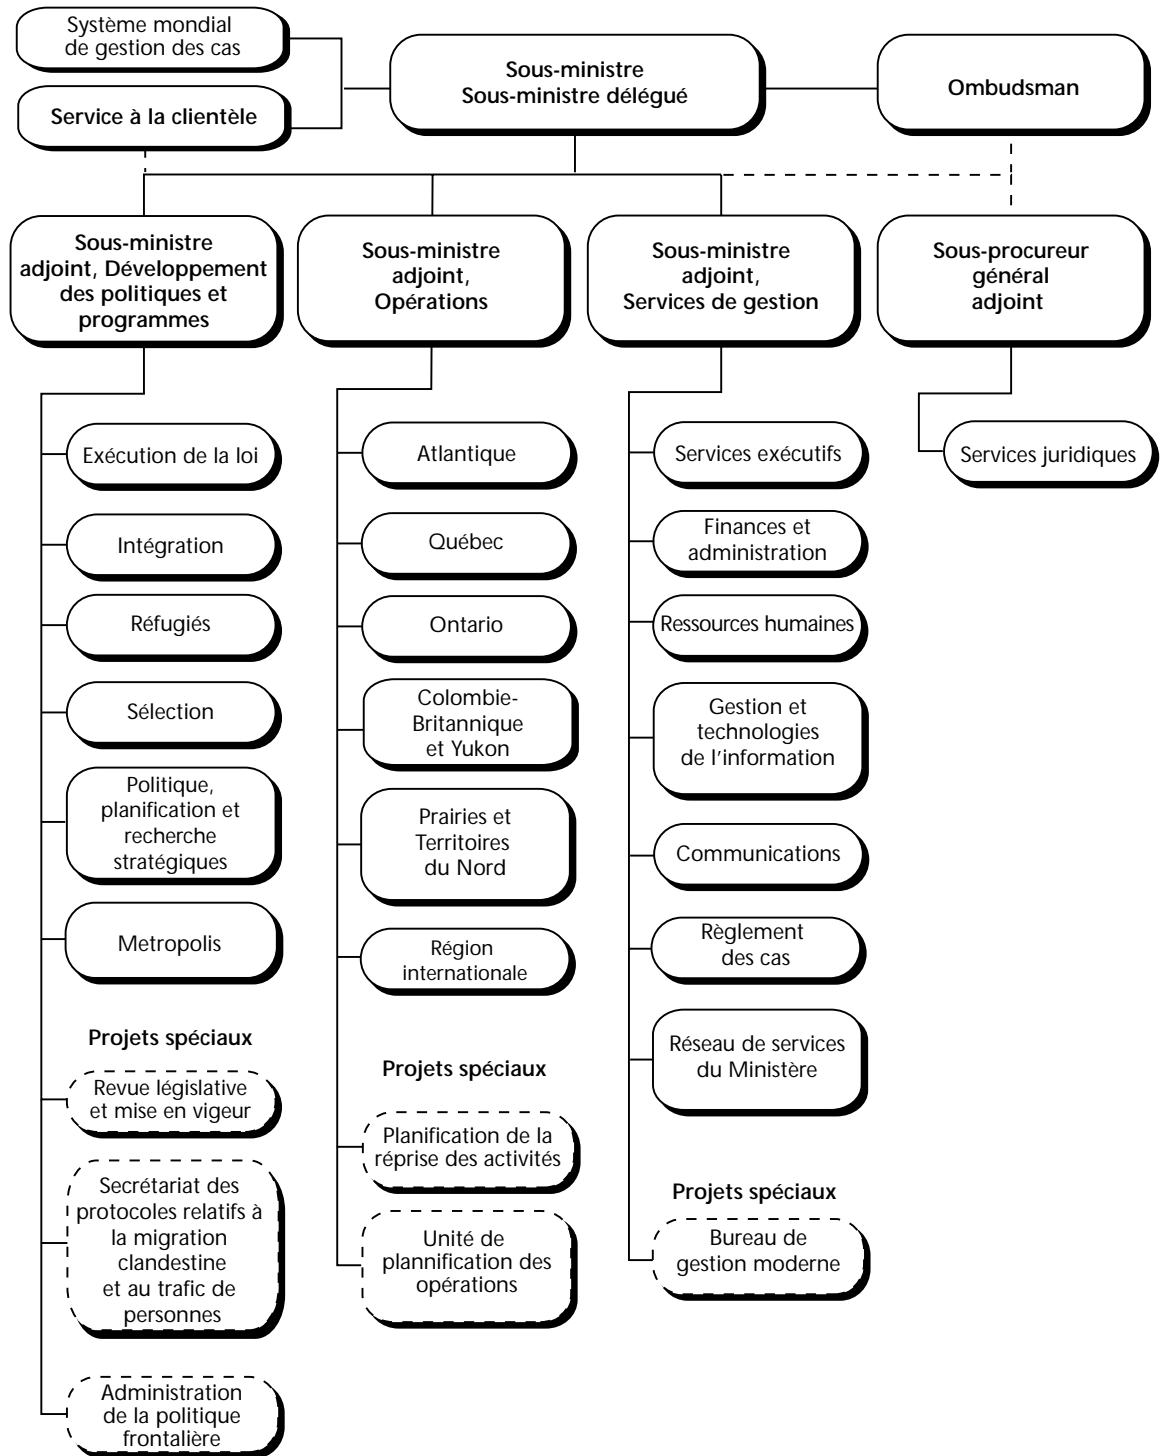 Système mondial
de gestion des cas
Service à la clientèle
Sous-ministre
Sous-ministre délégué
Ombudsman
Sous-ministre
adjoint, Développement
des politiques et
programmes
Exécution de la loi
Intégration
Réfugiés
Sélection
Politique,
planification et
recherche
stratégiques
Metropolis
Projets spéciaux
Revue législative
et mise en vigeur
Secrétariat des
protocoles relatifs à
la migration
clandestine
et au trafic de
personnes
Administration
de la politique
frontalière
Sous-ministre
adjoint,
Opérations
Atlantique
Québec
Ontario
Colombie-
Britannique
et Yukon
Prairies et
Territoires
du Nord
Région
internationale
Projets spéciaux
Planification de la
réprise des activités
Unité de
plannification des
opérations
Sous-ministre
adjoint,
Services de gestion
Services exécutifs
Finances et
administration
Ressources humaines
Gestion et
technologies
de l'information
Communications
Règlement
des cas
Réseau de services
du Ministère
Projets spéciaux
Bureau de
gestion moderne
Sous-procureur
général
adjoint
Services juridiques